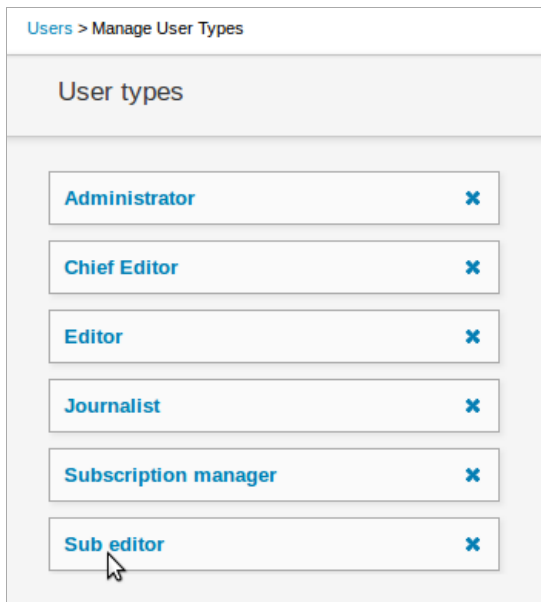 Users > Manage User Types
User types
Administrator
Chief Editor
Editor
Journalist
Subscription manager
Sub editor